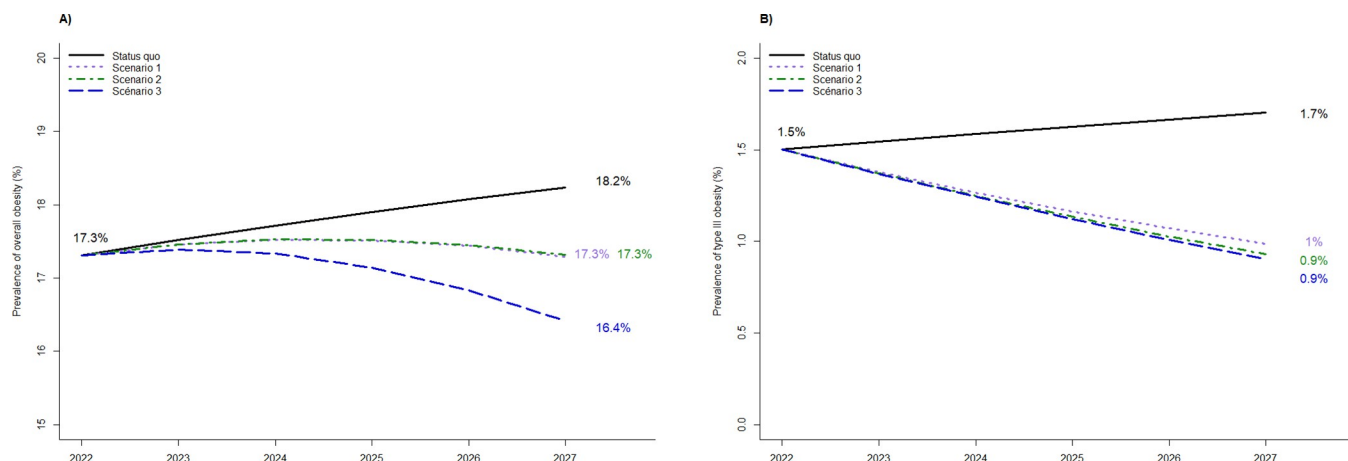 A)
Prevalence of overall obesity (%)
20
19
18
17
16
15
Status quo
Scenario 1
Scenario 2
Scénario 3
17.3%
18.2%
17.3% 17.3%
16.4%
2022 2023 2024 2025 2026 2027
B)
Prevalence of type III obesity (%)
2.0
1.5
1.0
0.5
0.0
Status quo
Scenario 1
Scenario 2
Scénario 3
1.5%
1.7%
1%
0.9%
0.9%
2022 2023 2024 2025 2026 2027